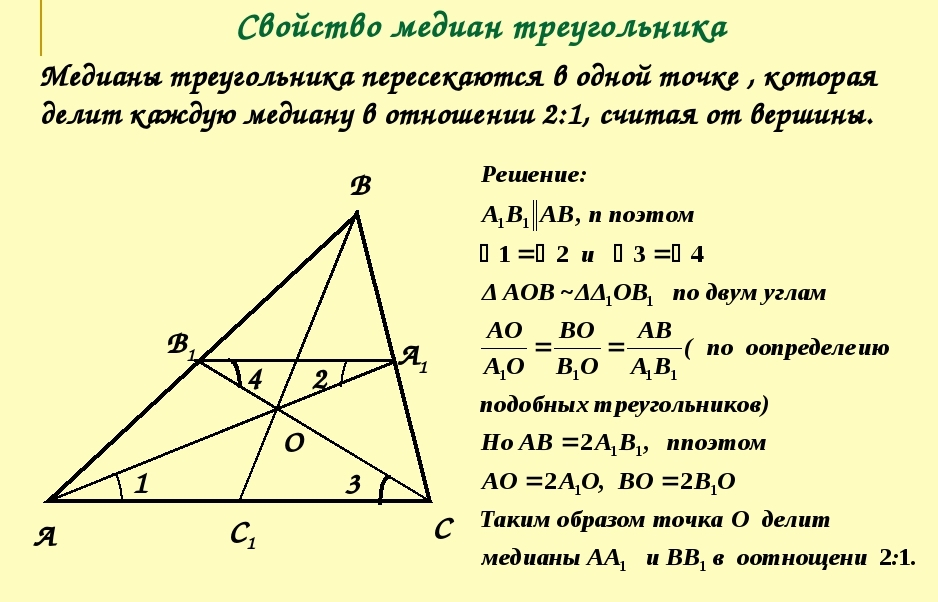 Свойство медиан треугольника
Медианы треугольника пересекаются в одной точке , которая
делит каждую медиану в отношении 2:1, считая от вершины.
Решение:
A₁B₁‖AB, п поэтому
▯ 1 =▯ 2 и ▯ 3 =▯ 4
Δ AOB ~ΔΔ₁OB₁ по двум углам
AO/A₁O = BO/B₁O = AB/A₁B₁ ( по оопределеию
подобных треугольников)
Но AB =2A₁B₁, ппоэтом
AO =2A₁O, BO =2B₁O
Таким образом точка O делит
медианы AA₁ и BB₁ в оотнощени 2:1.
B
B₁
A₁
4
2
O
1
3
A
C₁
C